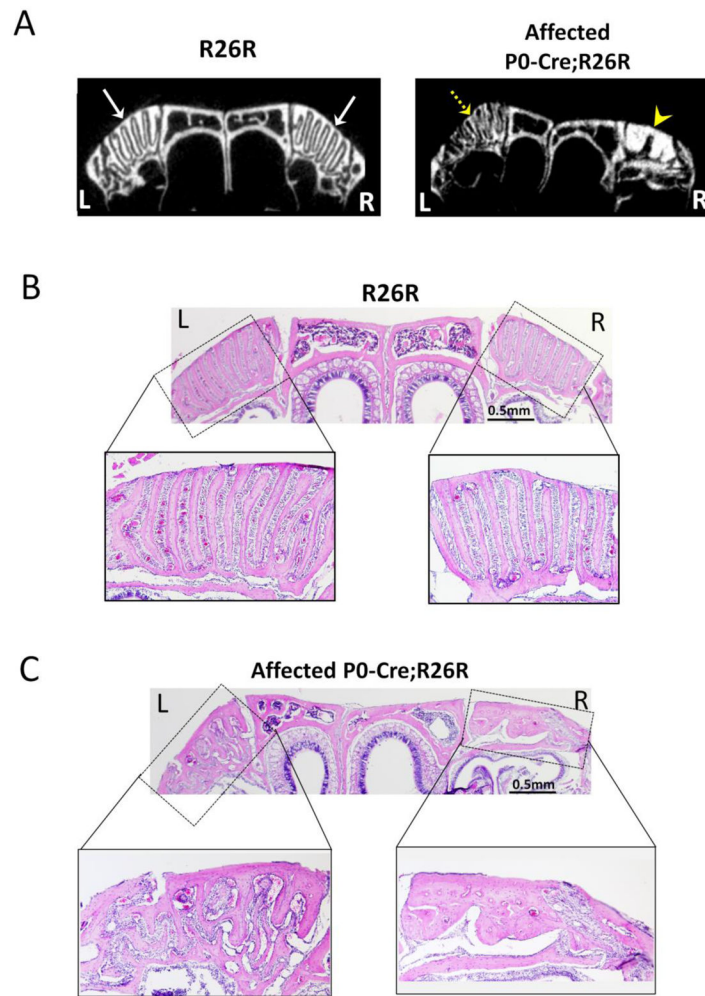 A
R26R
Affected
P0-Cre;R26R
L
R
L
R
B
R26R
L
R
0.5mm
C
Affected P0-Cre;R26R
L
R
0.5mm